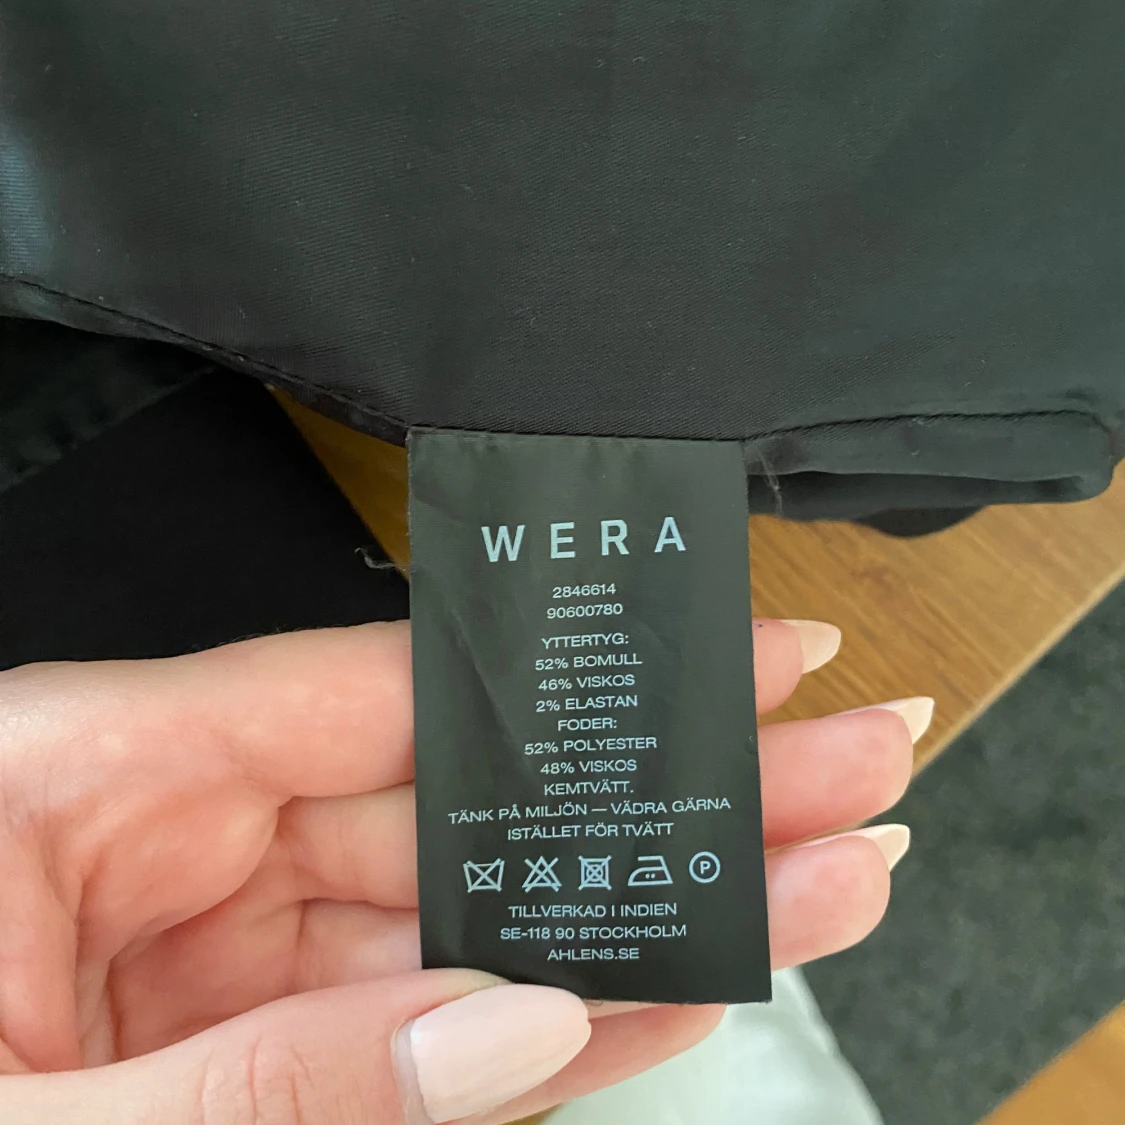 WERA
2846614
90600780
YTTERTYG:
52% BOMULL
46% VISKOS
2% ELASTAN
FODER:
52% POLYESTER
48% VISKOS
KEMTVÄTT.
TÄNK PÅ MILJÖN — VÄDRA GÄRNA
ISTÄLLET FÖR TVÄTT
P
TILLVERKAD I INDIEN
SE-118 90 STOCKHOLM
AHLENS.SE